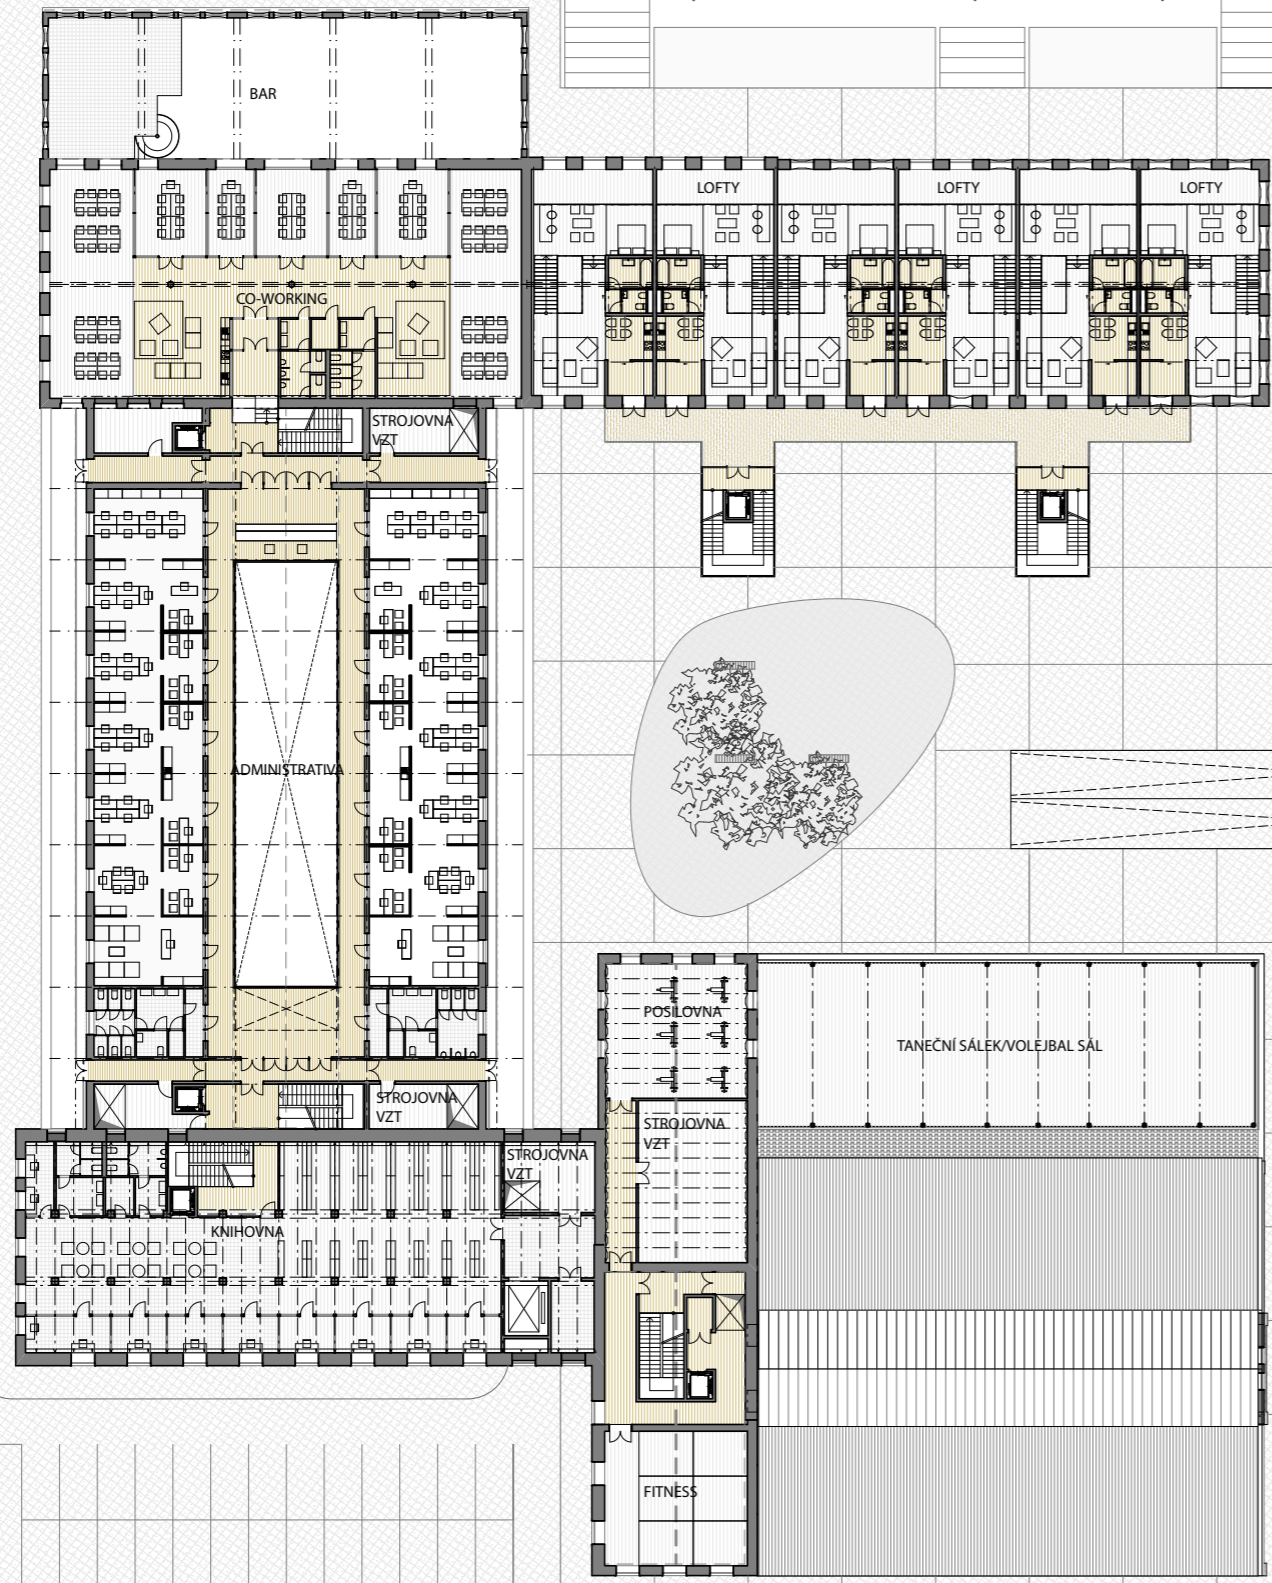 BAR
LOFTY
LOFTY
LOFTY
CO-WORKING
STROJOVNA
VZT
ADMINISTRATIVA
POSILOVNA
TANEČNÍ SÁLEK/VOLEJBAL SÁL
STROJOVNA
VZT
STROJOVNA
VZT
STROJOVNA
VZT
KNIHOVNA
FITNESS